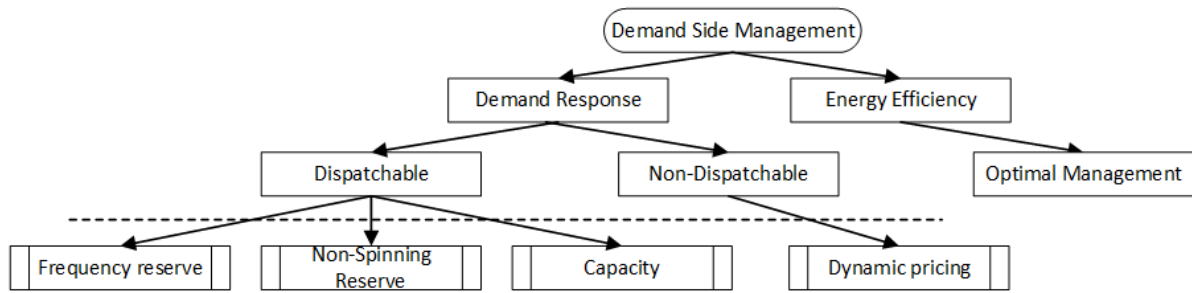 Demand Side Management
Demand Response
Energy Efficiency
Dispatchable
Non-Dispatchable
Optimal Management
Frequency reserve
Non-Spinning
Reserve
Capacity
Dynamic pricing